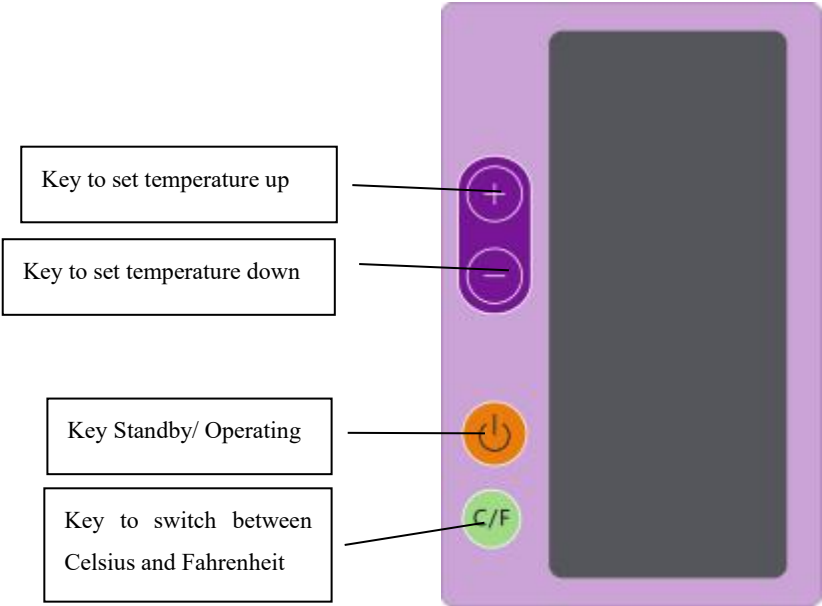 Key to set temperature up
+
Key to set temperature down
−
Key Standby/ Operating
Key to switch between
Celsius and Fahrenheit
C/F